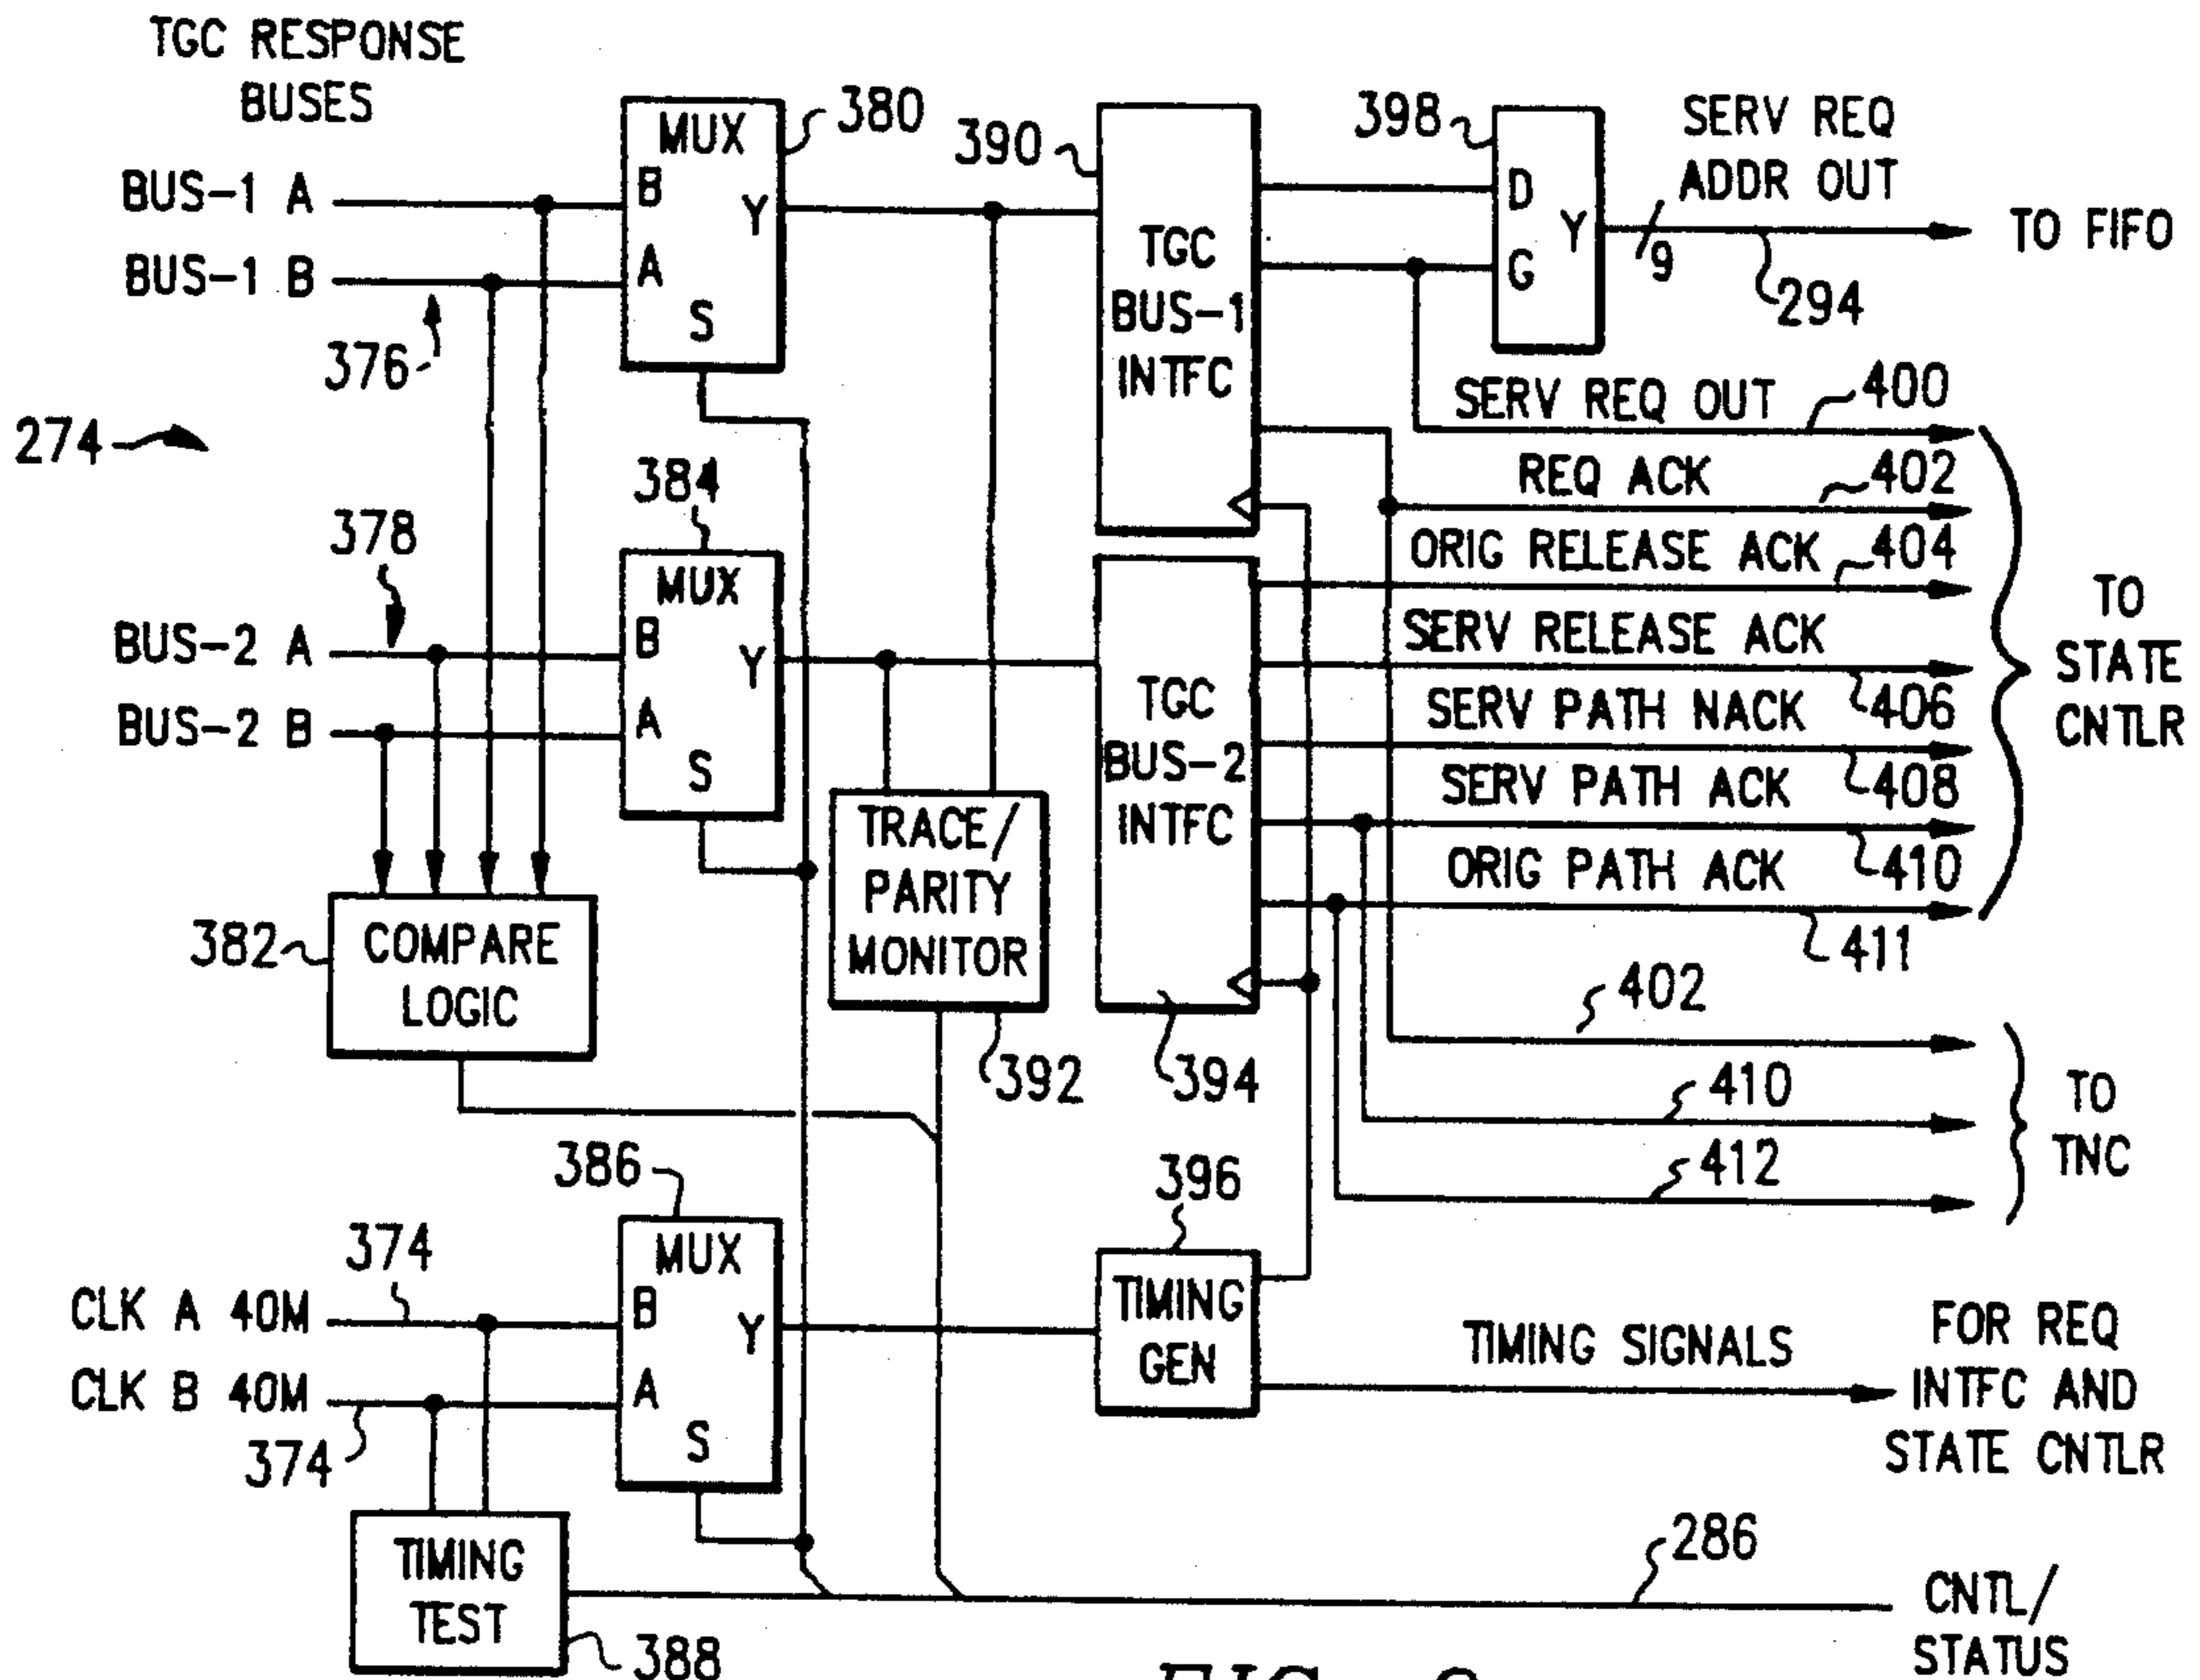 TGC RESPONSE
BUSES
BUS-1 A
BUS-1 B
376
274
MUX
B
A
Y
S
380
390
TGC
BUS-1
INTFC
398
D
G
Y
9
SERV REQ
ADDR OUT
294
TO FIFO
SERV REQ OUT
400
REQ ACK
402
ORIG RELEASE ACK
404
SERV RELEASE ACK
406
SERV PATH NACK
408
SERV PATH ACK
410
ORIG PATH ACK
411
TO
STATE
CNTLR
378
BUS-2 A
BUS-2 B
384
MUX
B
A
Y
S
TRACE/
PARITY
MONITOR
392
TGC
BUS-2
INTFC
394
382
COMPARE
LOGIC
402
410
412
TO
TNC
386
374
CLK A 40M
CLK B 40M
374
MUX
B
A
Y
S
396
TIMING
GEN
TIMING SIGNALS
FOR REQ
INTFC AND
STATE CNTLR
TIMING
TEST
388
286
CNTL/
STATUS